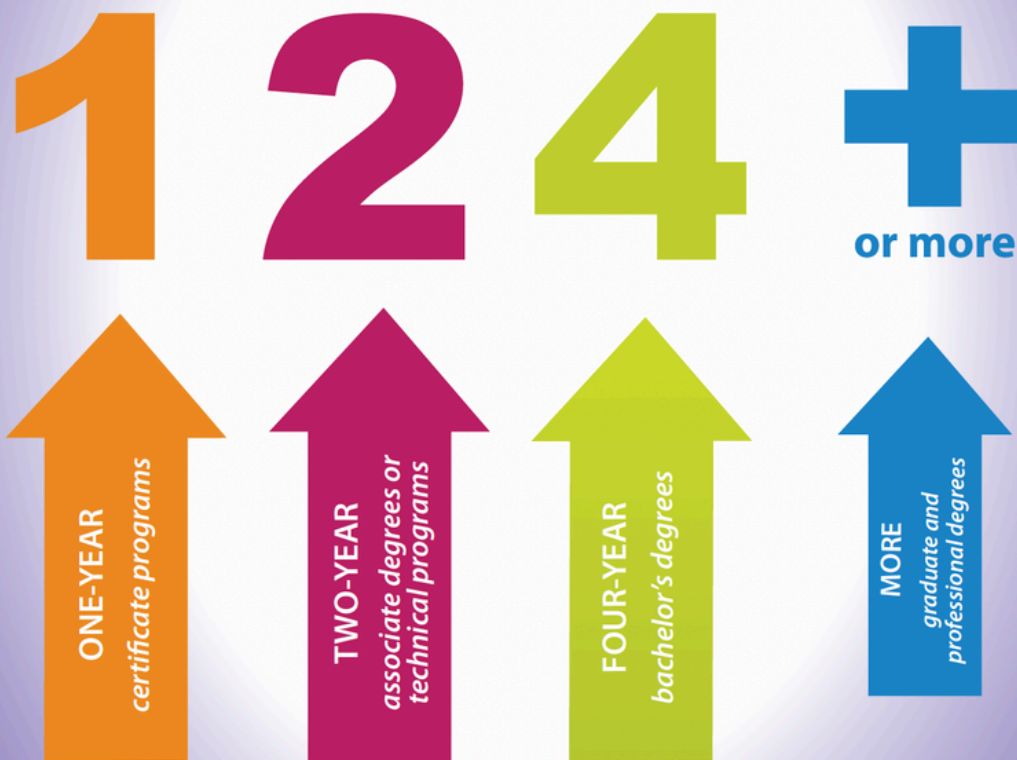 1
2
4
+
or more
ONE-YEAR
certificate programs
TWO-YEAR
associate degrees or
technical programs
FOUR-YEAR
bachelor's degrees
MORE
graduate and
professional degrees